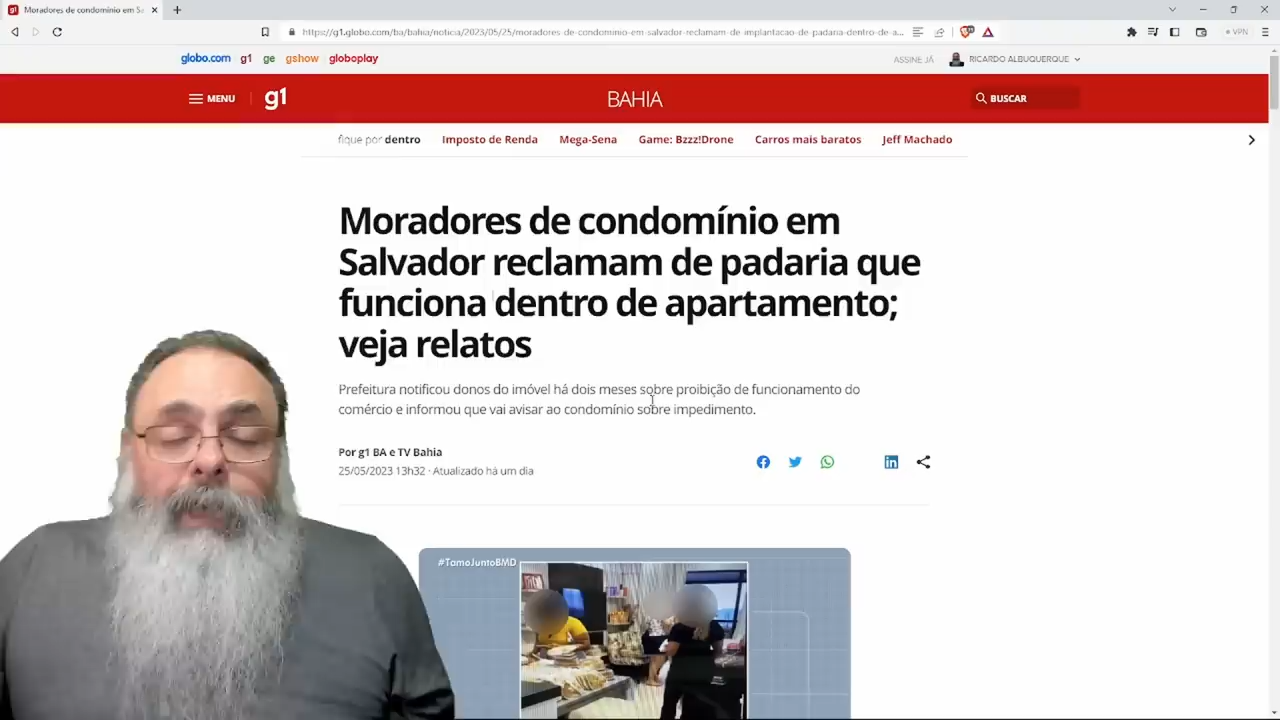 Moradores de condomínio em Sa
https://g1.globo.com/ba/bahia/noticia/2023/05/25/moradores-de-condominio-em-salvador-reclamam-de-implantacao-de-padaria-dentro-de-a...
VPN
globo.com g1 ge gshow globoplay
ASSINE JÁ RICARDO ALBUQUERQUE
MENU g1 BAHIA BUSCAR
fique por dentro Imposto de Renda Mega-Sena Game: Bzzz!Drone Carros mais baratos Jeff Machado
Moradores de condomínio em
Salvador reclamam de padaria que
funciona dentro de apartamento;
veja relatos
Prefeitura notificou donos do imóvel há dois meses sobre proibição de funcionamento do
comércio e informou que vai avisar ao condomínio sobre impedimento.
Por g1 BA e TV Bahia
25/05/2023 13h32 · Atualizado há um dia
#TamoJuntoBMD